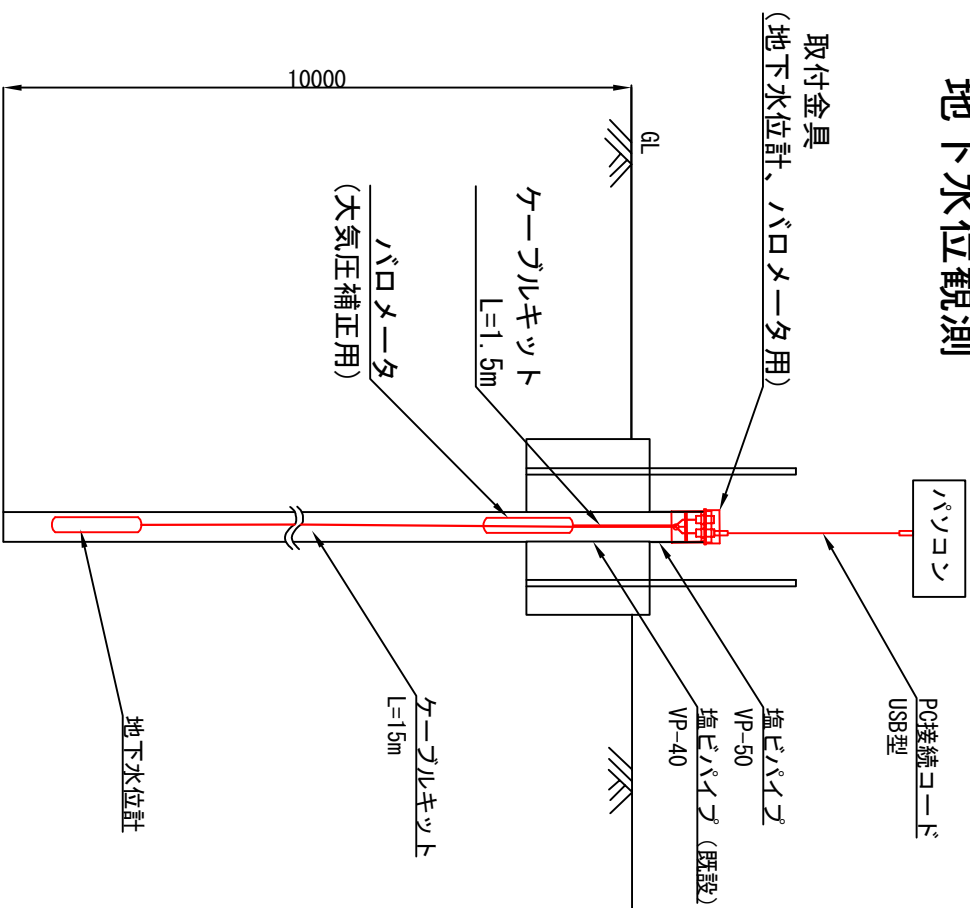 地下水位観測
パソコン
取付金具
(地下水位計、バロメータ用)
PC接続コード
USB型
塩ビパイプ
VP-50
塩ビパイプ (既設)
VP-40
GL
ケーブルキット
L=1.5m
バロメータ
(大気圧補正用)
10000
ケーブルキット
L=15m
地下水位計